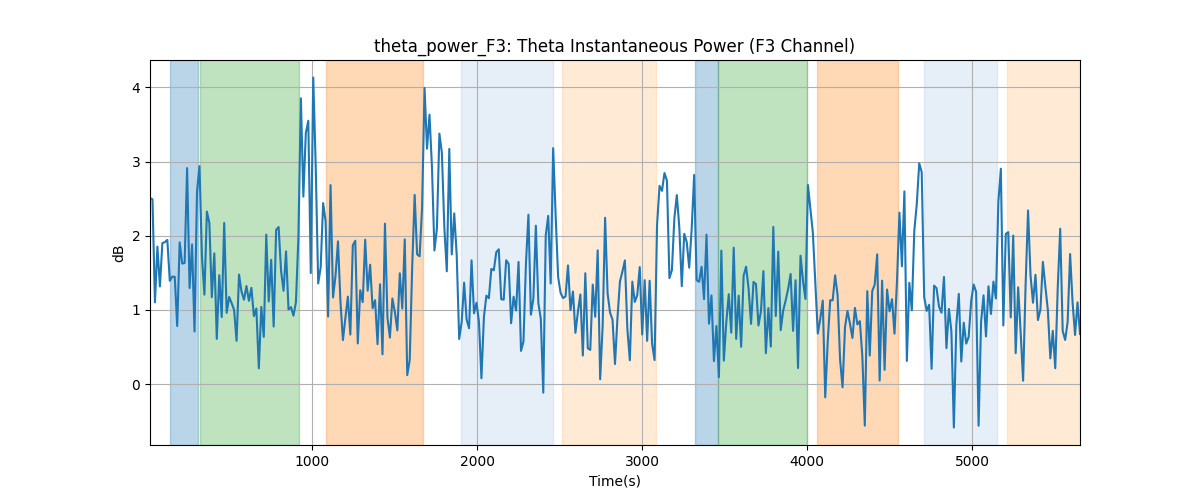 theta_power_F3: Theta Instantaneous Power (F3 Channel)
4
3
2
1
0
dB
1000 2000 3000 4000 5000
Time(s)